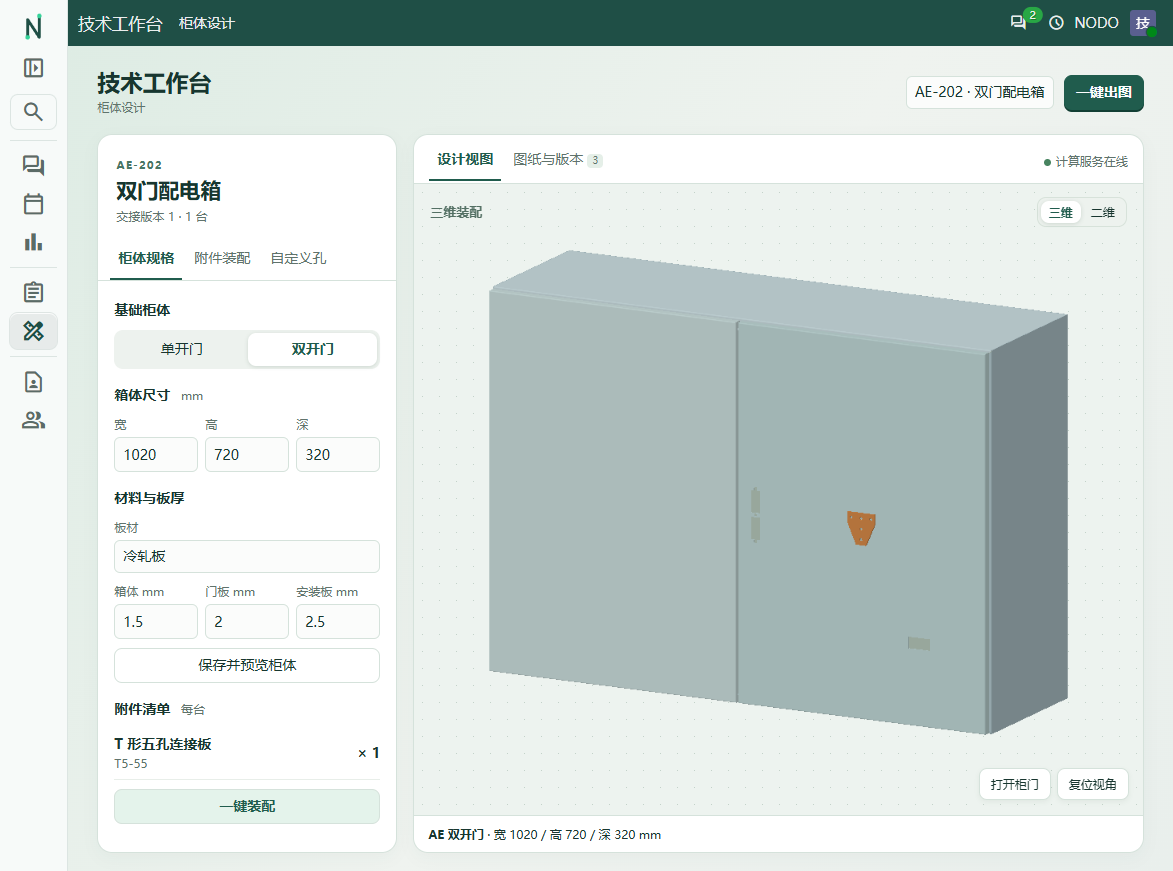 技术工作台 柜体设计 2 NODO 技
技术工作台
柜体设计
AE-202 · 双门配电箱 一键出图
AE-202
双门配电箱
交接版本 1 · 1 台
柜体规格 附件装配 自定义孔
基础柜体
单开门 双开门
箱体尺寸 mm
宽 高 深
1020 720 320
材料与板厚
板材
冷轧板
箱体 mm 门板 mm 安装板 mm
1.5 2 2.5
保存并预览柜体
附件清单 每台
T 形五孔连接板
T5-55
× 1
一键装配
设计视图 图纸与版本 3 计算服务在线
三维装配 三维 二维
打开柜门 复位视角
AE 双开门 · 宽 1020 / 高 720 / 深 320 mm